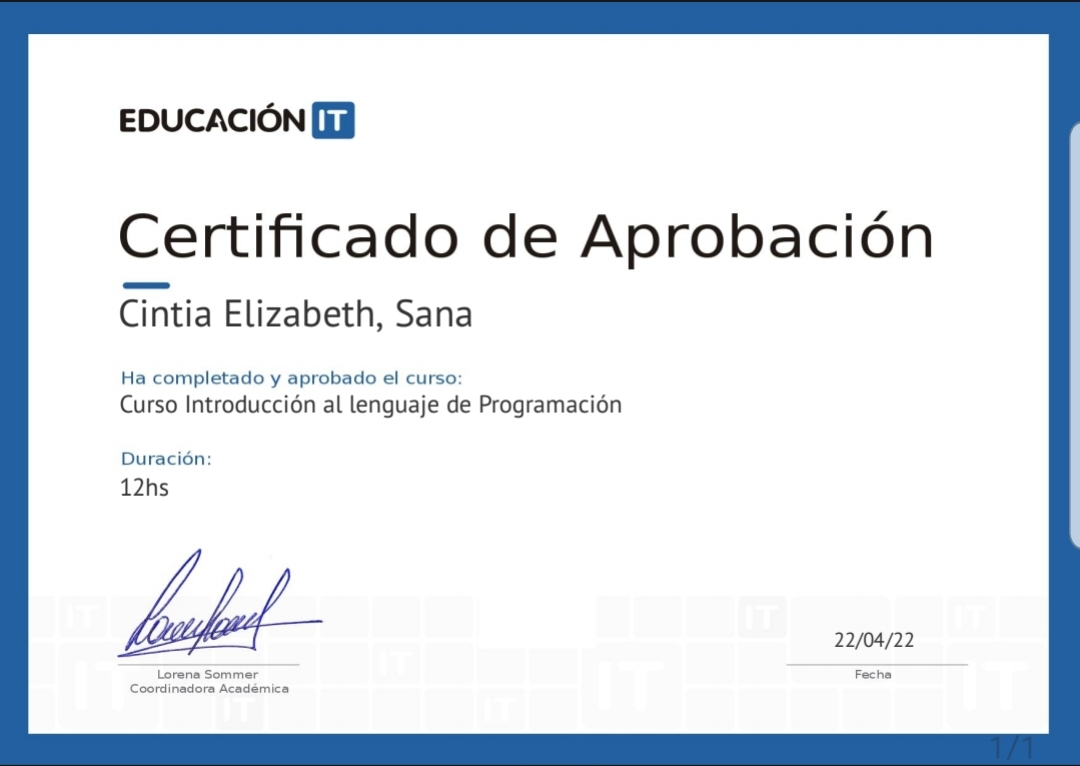 EDUCACIÓN IT
Certificado de Aprobación
Cintia Elizabeth, Sana
Ha completado y aprobado el curso:
Curso Introducción al lenguaje de Programación
Duración:
12hs
Lorena Sommer
Coordinadora Académica
22/04/22
Fecha
1/1